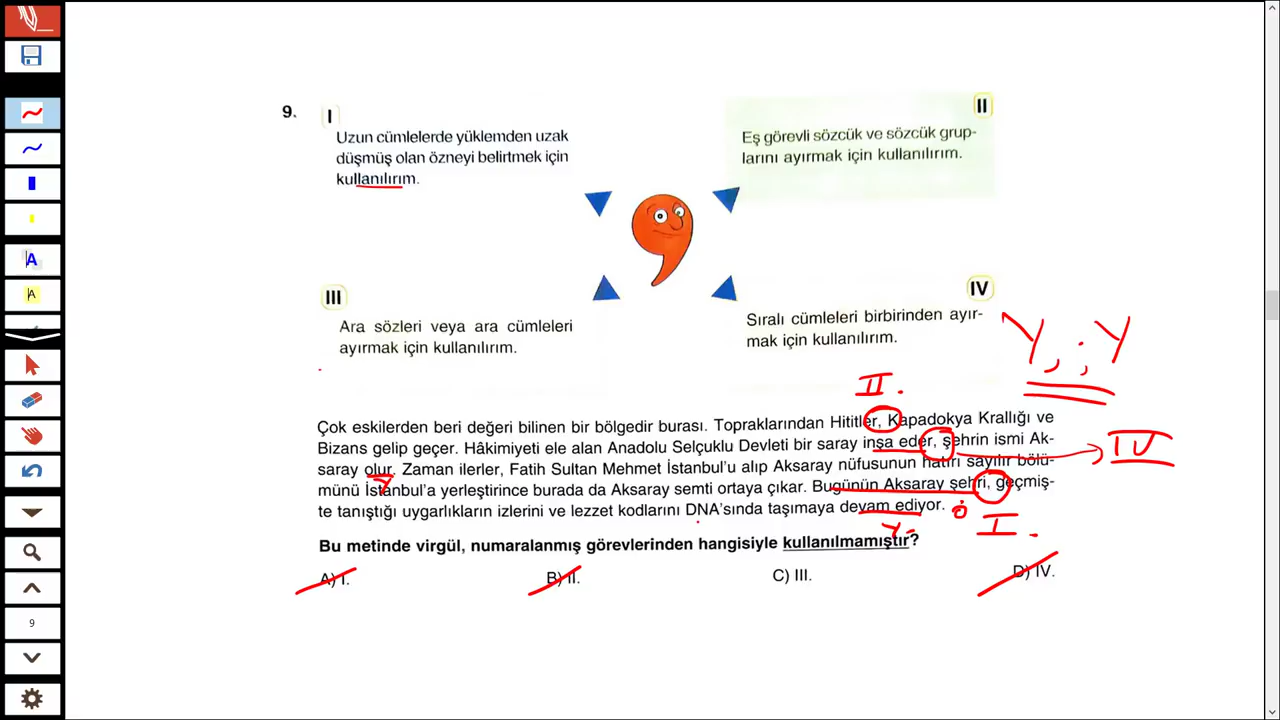 9.
I
Uzun cümlelerde yüklemden uzak
düşmüş olan özneyi belirtmek için
kullanılırım.
II
Eş görevli sözcük ve sözcük grup-
larını ayırmak için kullanılırım.
III
Ara sözleri veya ara cümleleri
ayırmak için kullanılırım.
IV
Sıralı cümleleri birbirinden ayır-
mak için kullanılırım.
Y, ; Y
II.
Çok eskilerden beri değeri bilinen bir bölgedir burası. Topraklarından Hititler, Kapadokya Krallığı ve
Bizans gelip geçer. Hâkimiyeti ele alan Anadolu Selçuklu Devleti bir saray inşa eder, şehrin ismi Ak-
IV
saray olur. Zaman ilerler, Fatih Sultan Mehmet İstanbul'u alıp Aksaray nüfusunun hatırı sayılır bölü-
Y
münü İstanbul'a yerleştirince burada da Aksaray semti ortaya çıkar. Bugünün Aksaray şehri, geçmiş-
te tanıştığı uygarlıkların izlerini ve lezzet kodlarını DNA'sında taşımaya devam ediyor.
Ö
I.
Y
Bu metinde virgül, numaralanmış görevlerinden hangisiyle kullanılmamıştır?
A) I.
B) II.
C) III.
D) IV.
A
A
9